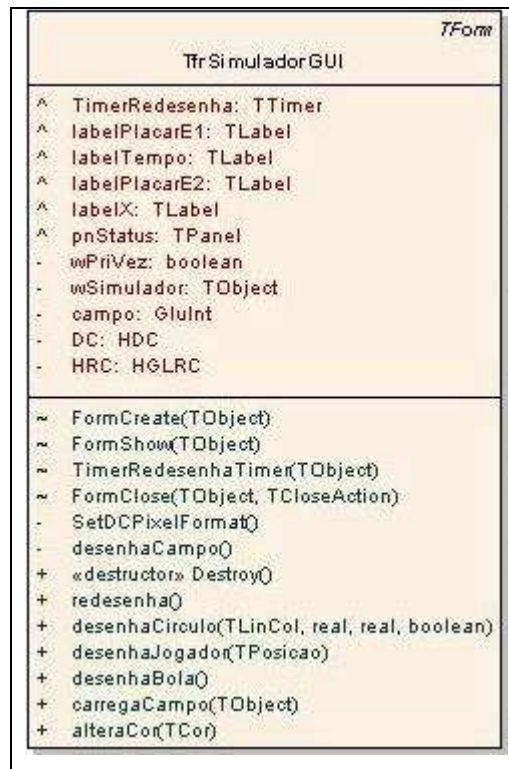 TForm
TfrSimuladorGUI
^ TimerRedesenha: TTimer
^ labelPlacarE1: TLabel
^ labelTempo: TLabel
^ labelPlacarE2: TLabel
^ labelX: TLabel
^ pnStatus: TPanel
- wPriVez: boolean
- wSimulador: TObject
- campo: GluInt
- DC: HDC
- HRC: HGLRC
~ FormCreate(TObject)
~ FormShow(TObject)
~ TimerRedesenhaTimer(TObject)
~ FormClose(TObject, TCloseAction)
- SetDCPixelFormat()
- desenhaCampo()
+ «destructor» Destroy()
+ redesenha()
+ desenhaCirculo(TLinCol, real, real, boolean)
+ desenhaJogador(TPosicao)
+ desenhaBola()
+ carregaCampo(TObject)
+ alteraCor(TCor)